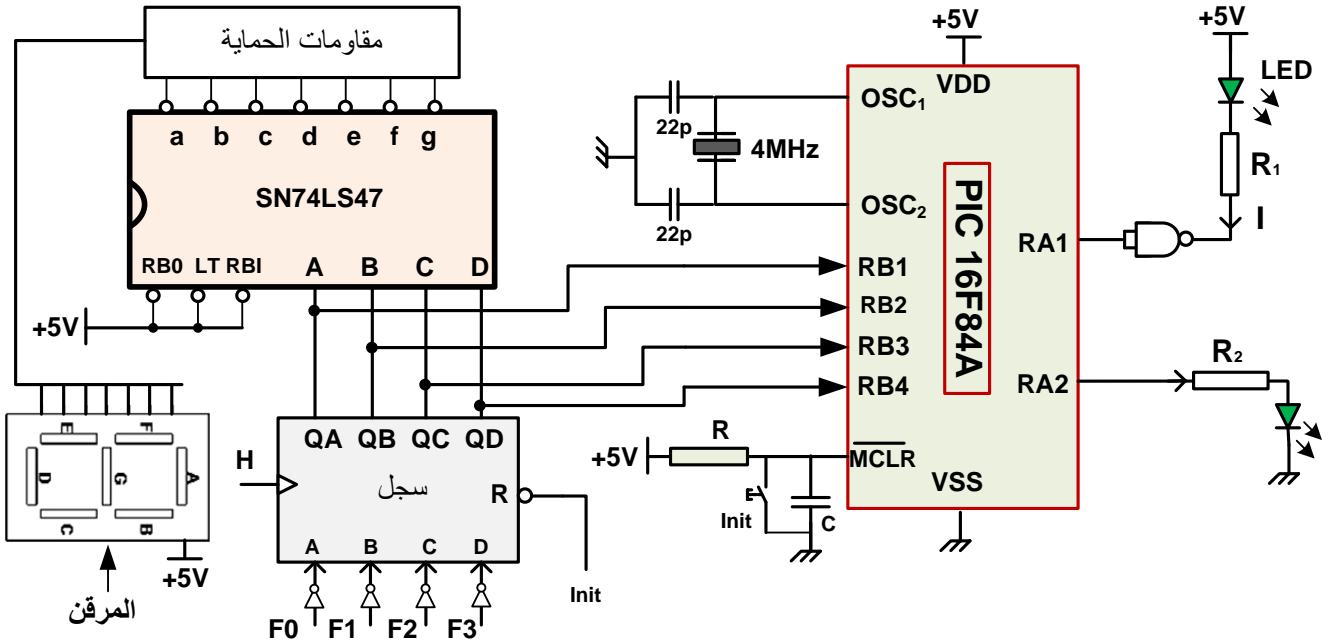 مقاومات الحماية
a b c d e f g
SN74LS47
RB0 LT RBI A B C D
+5V
E F
D G A
C B
+5V
المرقن
QA QB QC QD
H
سجل
R
A B C D
Init
F0 F1 F2 F3
+5V
VDD
OSC1
22p
4MHz
OSC2
22p
PIC 16F84A
RB1
RB2
RB3
RB4
R
+5V
MCLR
Init
C
VSS
RA1
RA2
+5V
LED
R1
I
R2